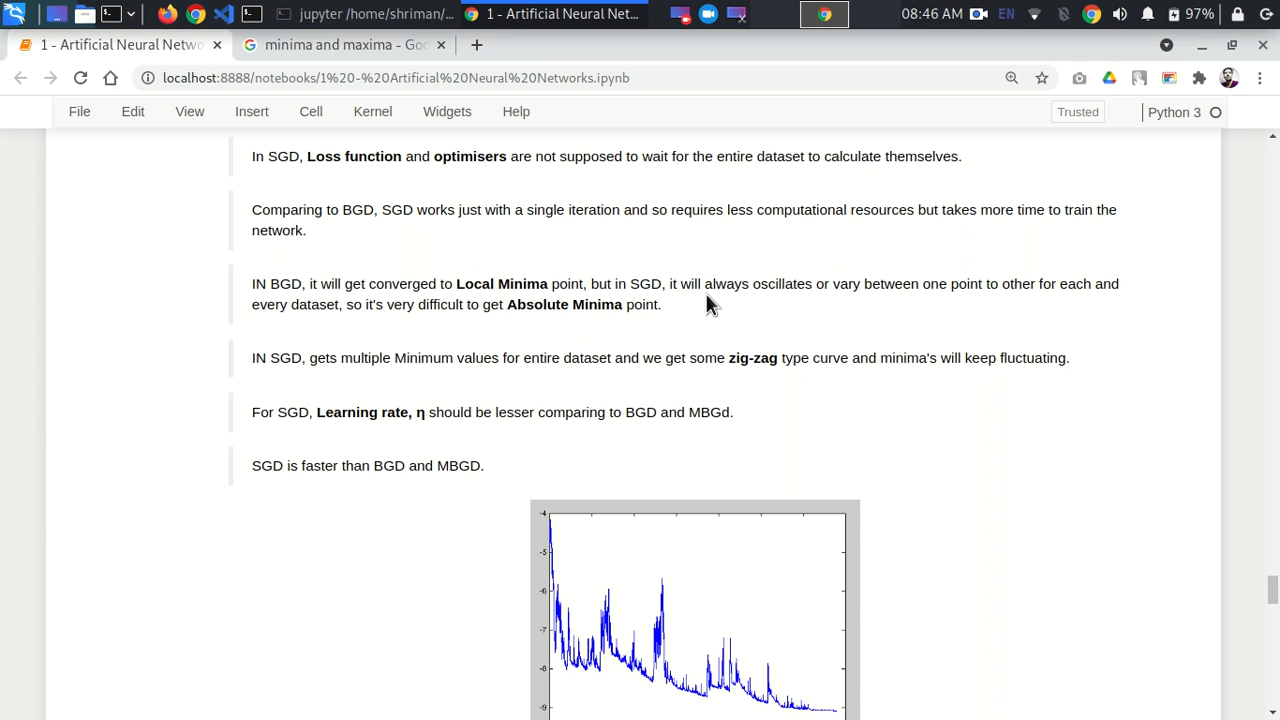 jupyter /home/shriman/...
1 - Artificial Neural Net...
08:46 AM
EN
97%
1 - Artificial Neural Netwo
minima and maxima - Goo
localhost:8888/notebooks/1%20-%20Artificial%20Neural%20Networks.ipynb
File Edit View Insert Cell Kernel Widgets Help
Trusted
Python 3
In SGD, Loss function and optimisers are not supposed to wait for the entire dataset to calculate themselves.
Comparing to BGD, SGD works just with a single iteration and so requires less computational resources but takes more time to train the
network.
IN BGD, it will get converged to Local Minima point, but in SGD, it will always oscillates or vary between one point to other for each and
every dataset, so it's very difficult to get Absolute Minima point.
IN SGD, gets multiple Minimum values for entire dataset and we get some zig-zag type curve and minima's will keep fluctuating.
For SGD, Learning rate, η should be lesser comparing to BGD and MBGd.
SGD is faster than BGD and MBGD.
-4
-5
-6
-7
-8
-9